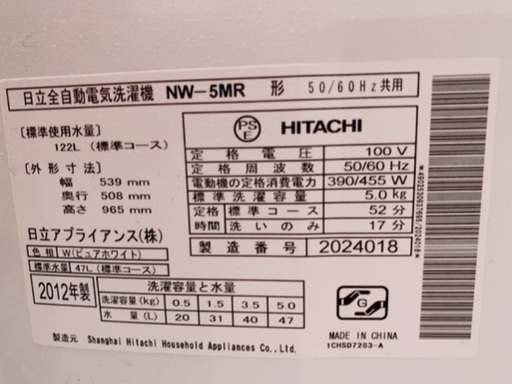 日立全自動電気洗濯機 NW-5MR 形 50/60Hz共用
〔標準使用水量〕
122L (標準コース)
〔外形寸法〕
幅 539 mm
奥行 508 mm
高さ 965 mm
日立アプライアンス(株)
色相 W(ピュアホワイト)
標準水量 47L(標準コース)
PSE HITACHI
定格電圧 100 V
定格周波数 50/60 Hz
電動機の定格消費電力 390/455 W
標準洗濯容量 5.0kg
定格時間 標準コース 52分
洗いのみ 17分
製造番号 2024018
2012年製
洗濯容量と水量
洗濯容量(kg) 0.5 1.5 3.5 5.0
水量(L) 20 31 40 47
G
MADE IN CHINA
1CHSD7203-A
製造元 Shanghai Hitachi Household Appliances Co.,Ltd.